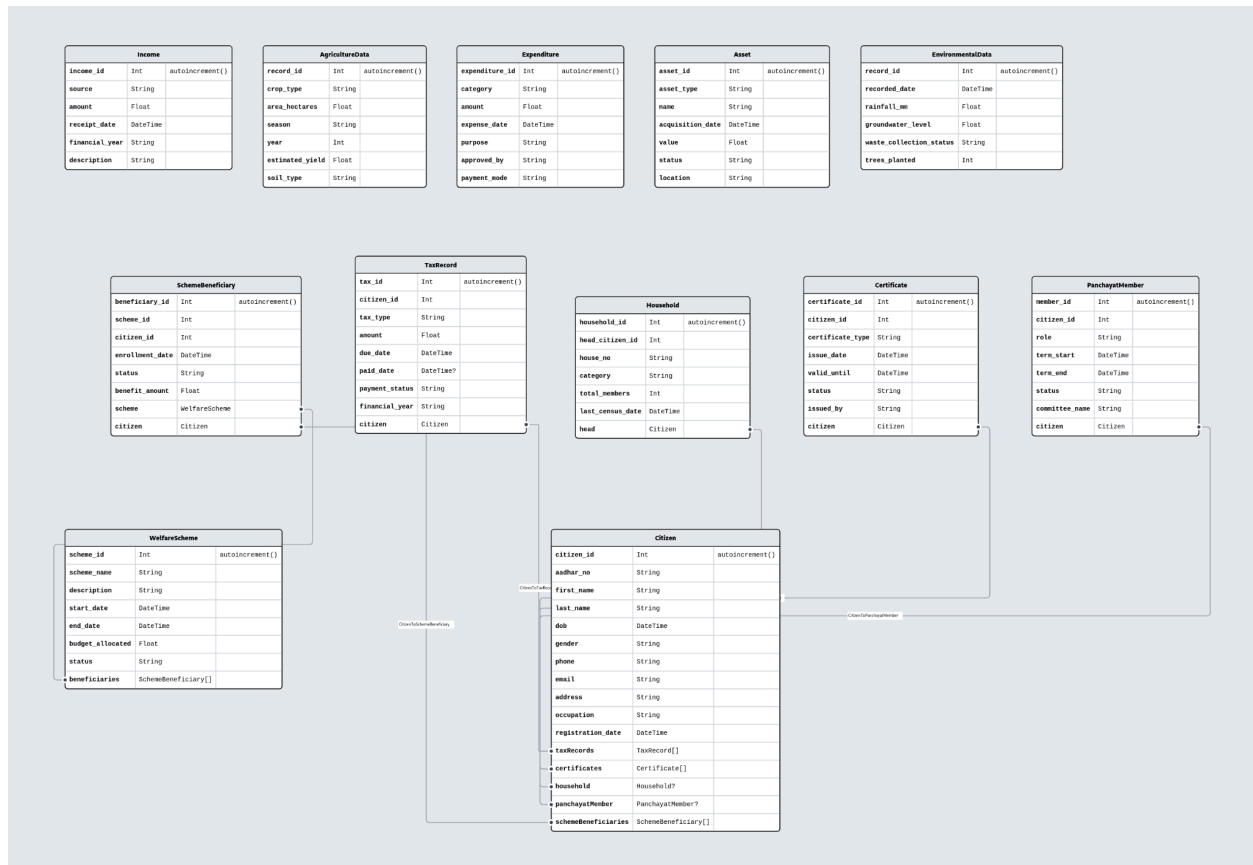 Income
income_id Int autoincrement()
source String
amount Float
receipt_date DateTime
financial_year String
description String
AgricultureData
record_id Int autoincrement()
crop_type String
area_hectares Float
season String
year Int
estimated_yield Float
soil_type String
Expenditure
expenditure_id Int autoincrement()
category String
amount Float
expense_date DateTime
purpose String
approved_by String
payment_mode String
Asset
asset_id Int autoincrement()
asset_type String
name String
acquisition_date DateTime
value Float
status String
location String
EnvironmentalData
record_id Int autoincrement()
recorded_date DateTime
rainfall_mm Float
groundwater_level Float
waste_collection_status String
trees_planted Int
SchemeBeneficiary
beneficiary_id Int autoincrement()
scheme_id Int
citizen_id Int
enrollment_date DateTime
status String
benefit_amount Float
scheme WelfareScheme
citizen Citizen
TaxRecord
tax_id Int autoincrement()
citizen_id Int
tax_type String
amount Float
due_date DateTime
paid_date DateTime?
payment_status String
financial_year String
citizen Citizen
Household
household_id Int autoincrement()
head_citizen_id Int
house_no String
category String
total_members Int
last_census_date DateTime
head Citizen
Certificate
certificate_id Int autoincrement()
citizen_id Int
certificate_type String
issue_date DateTime
valid_until DateTime
status String
issued_by String
citizen Citizen
PanchayatMember
member_id Int autoincrement()
citizen_id Int
role String
term_start DateTime
term_end DateTime
status String
committee_name String
citizen Citizen
WelfareScheme
scheme_id Int autoincrement()
scheme_name String
description String
start_date DateTime
end_date DateTime
budget_allocated Float
status String
beneficiaries SchemeBeneficiary[]
CitizenToSchemeBeneficiary
Citizen
citizen_id Int autoincrement()
aadhar_no String
first_name String
last_name String
dob DateTime
gender String
phone String
email String
address String
occupation String
registration_date DateTime
taxRecords TaxRecord[]
certificates Certificate[]
household Household?
panchayatMember PanchayatMember?
schemeBeneficiaries SchemeBeneficiary[]
CitizenToPanchayatMember